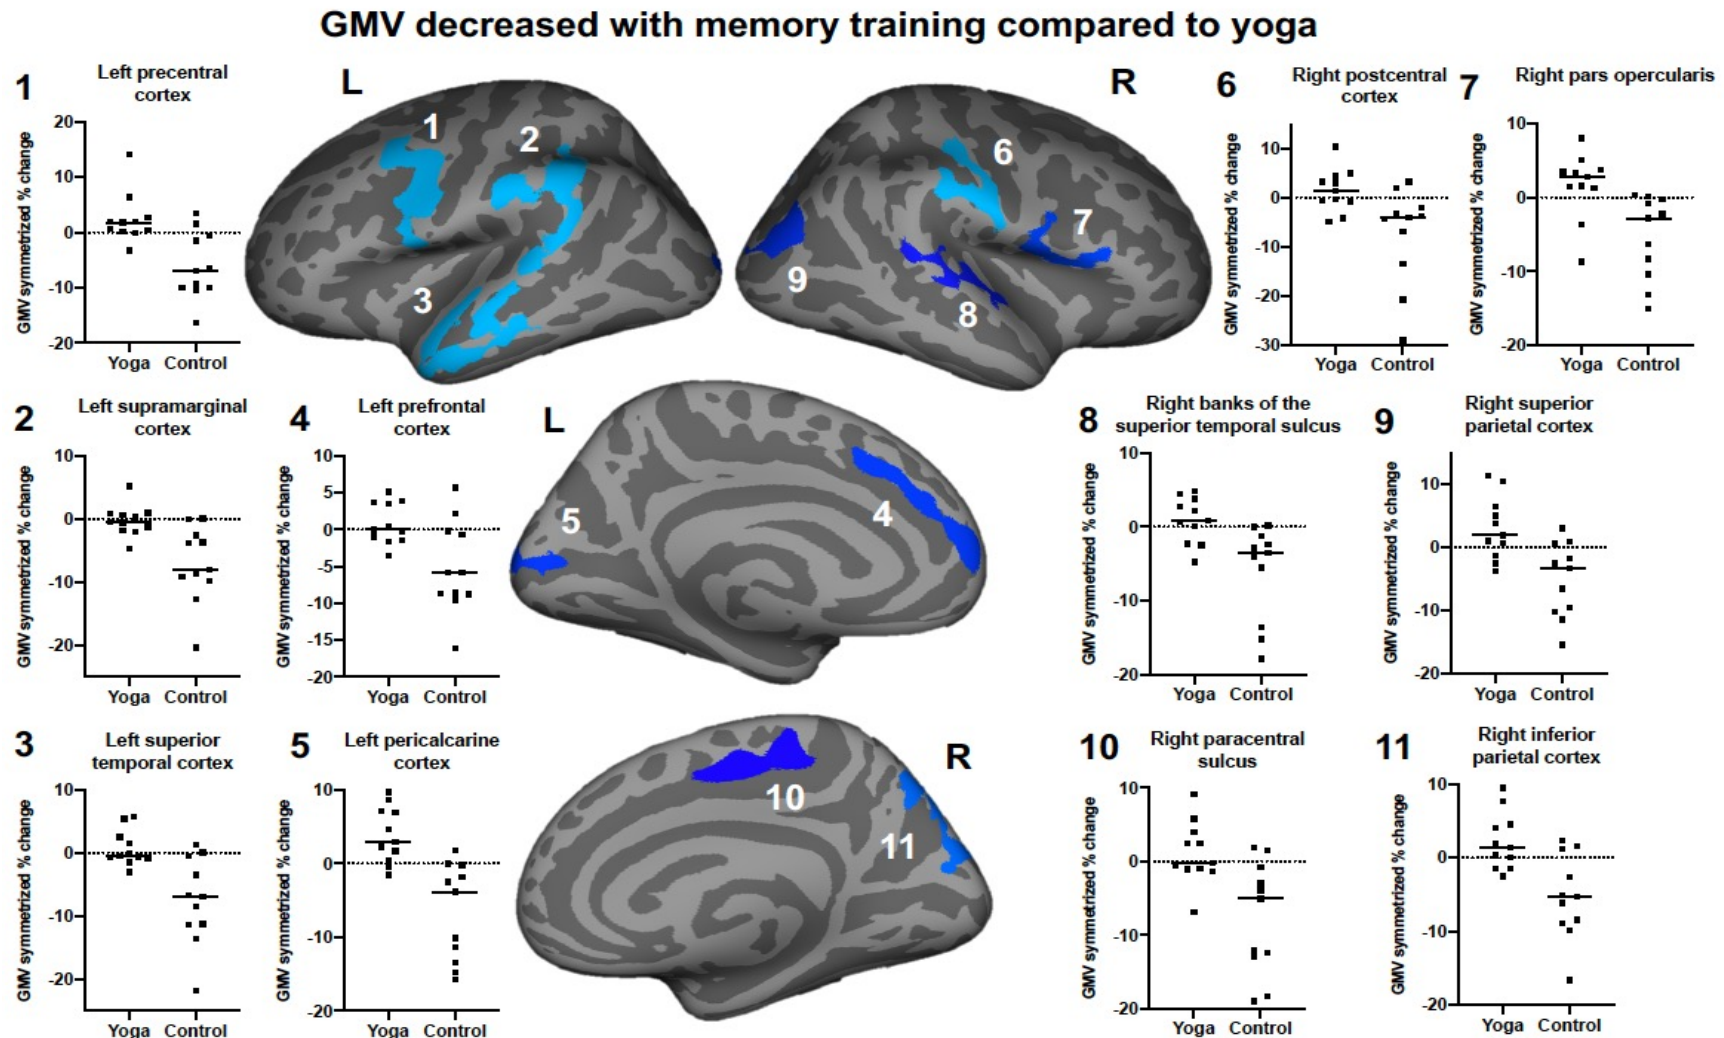 GMV decreased with memory training compared to yoga
1
Left precentral
cortex
GMV symmetrized % change
20
10
0
-10
-20
Yoga Control
L
1
2
3
R
6
7
8
9
6
Right postcentral
cortex
GMV symmetrized % change
10
0
-10
-20
-30
Yoga Control
7
Right pars opercularis
GMV symmetrized % change
10
0
-10
-20
Yoga Control
2
Left supramarginal
cortex
GMV symmetrized % change
10
0
-10
-20
Yoga Control
4
Left prefrontal
cortex
GMV symmetrized % change
10
5
0
-5
-10
-15
-20
Yoga Control
L
5
4
8
Right banks of the
superior temporal sulcus
GMV symmetrized % change
10
0
-10
-20
Yoga Control
9
Right superior
parietal cortex
GMV symmetrized % change
10
0
-10
-20
Yoga Control
3
Left superior
temporal cortex
GMV symmetrized % change
10
0
-10
-20
Yoga Control
5
Left pericalcarine
cortex
GMV symmetrized % change
10
0
-10
-20
Yoga Control
R
10
11
10
Right paracentral
sulcus
GMV symmetrized % change
10
0
-10
-20
Yoga Control
11
Right inferior
parietal cortex
GMV symmetrized % change
10
0
-10
-20
Yoga Control